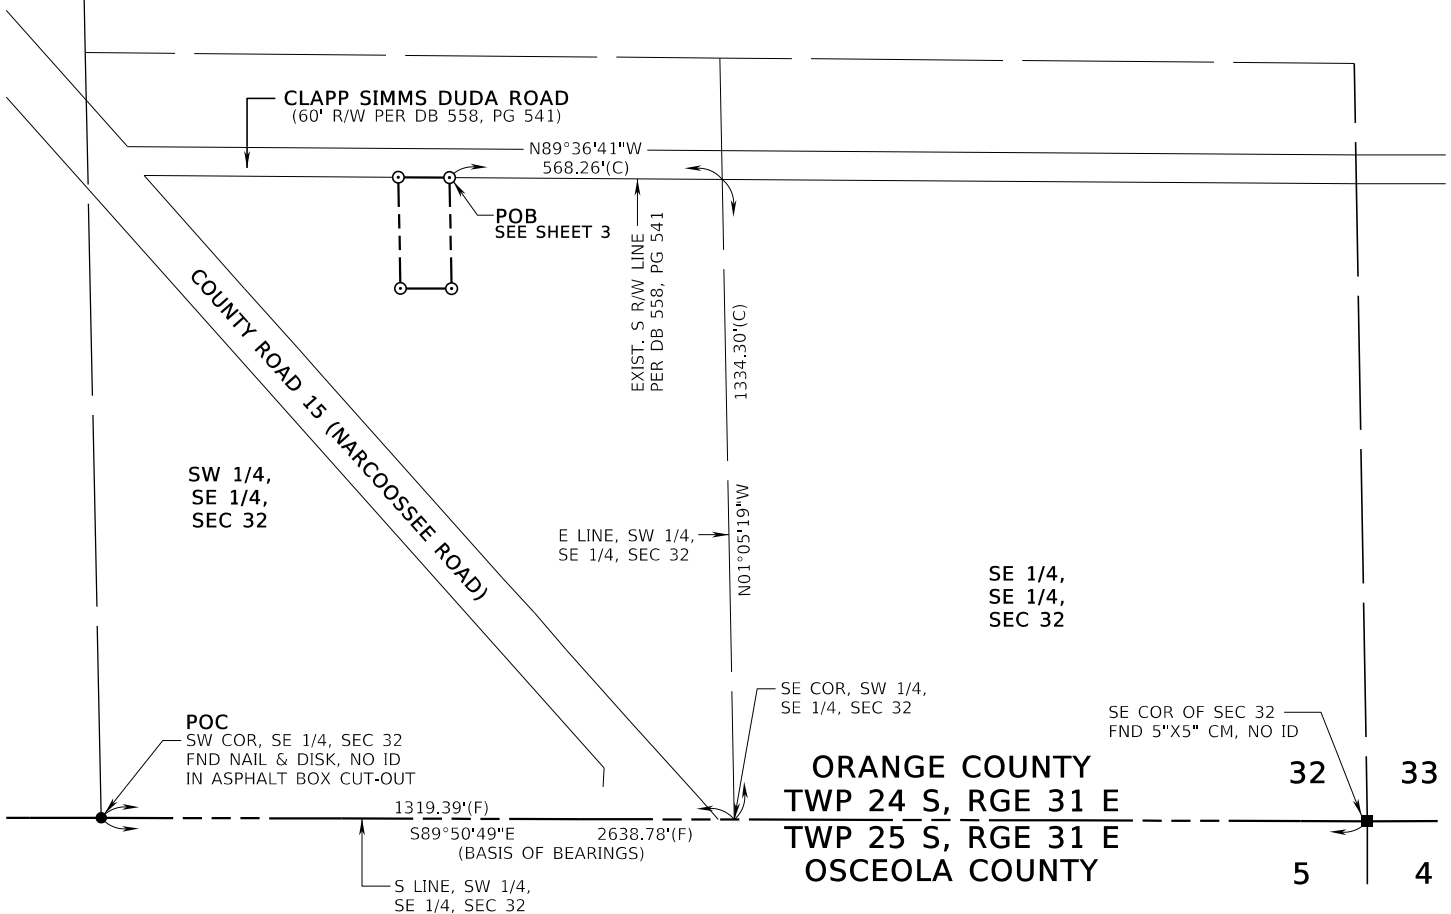 CLAPP SIMMS DUDA ROAD
(60' R/W PER DB 558, PG 541)
N89°36'41"W
568.26'(C)
POB
SEE SHEET 3
EXIST. S R/W LINE
PER DB 558, PG 541
1334.30'(C)
N01°05'19"W
COUNTY ROAD 15 (NARCOOSSEE ROAD)
SW 1/4,
SE 1/4,
SEC 32
E LINE, SW 1/4,
SE 1/4, SEC 32
SE 1/4,
SE 1/4,
SEC 32
POC
SW COR, SE 1/4, SEC 32
FND NAIL & DISK, NO ID
IN ASPHALT BOX CUT-OUT
SE COR, SW 1/4,
SE 1/4, SEC 32
SE COR OF SEC 32
FND 5"X5" CM, NO ID
ORANGE COUNTY
TWP 24 S, RGE 31 E
TWP 25 S, RGE 31 E
OSCEOLA COUNTY
32
33
5
4
1319.39'(F)
S89°50'49"E
2638.78'(F)
(BASIS OF BEARINGS)
S LINE, SW 1/4,
SE 1/4, SEC 32